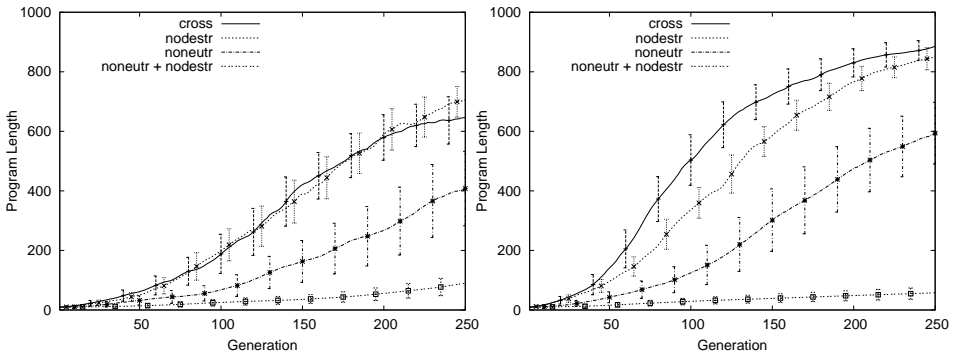 1000
800
600
400
200
0
50
100
150
200
250
Program Length
Generation
cross
nodestr
noneutr
noneutr + nodestr
1000
800
600
400
200
0
50
100
150
200
250
Program Length
Generation
cross
nodestr
noneutr
noneutr + nodestr